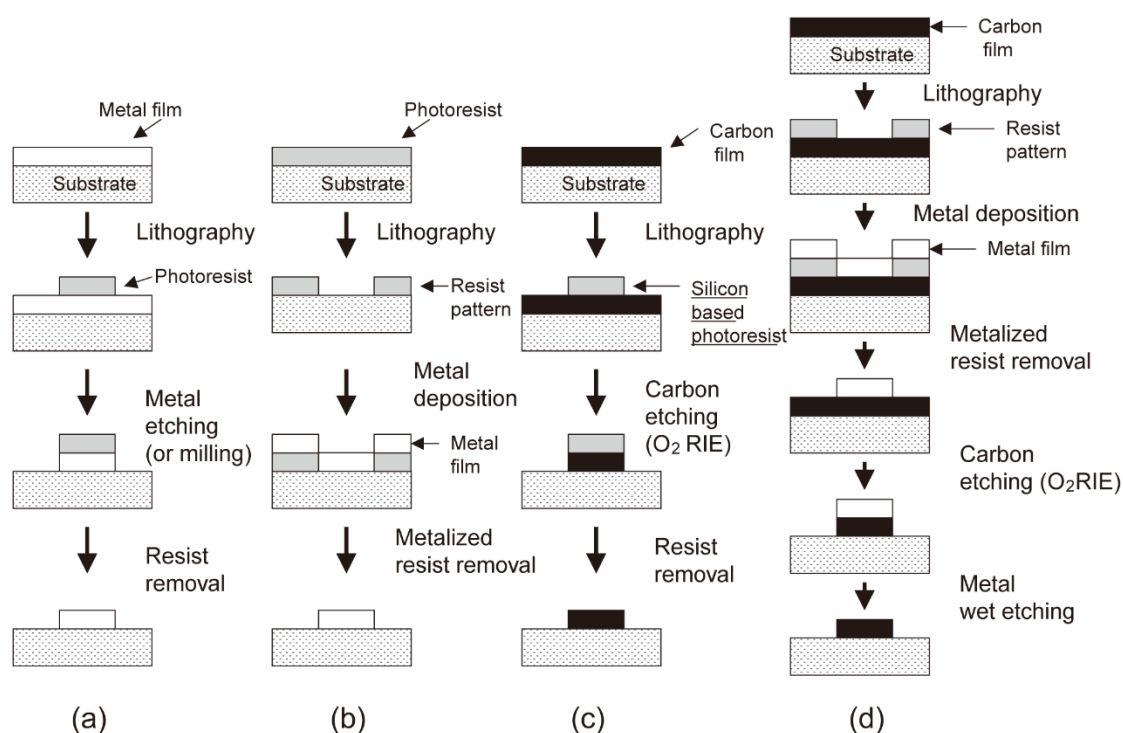 Metal film
Substrate
Lithography
Photoresist
Metal
etching
(or milling)
Resist
removal
(a)
Photoresist
Substrate
Lithography
Resist
pattern
Metal
deposition
Metal
film
Metalized
resist removal
(b)
Carbon
film
Substrate
Lithography
Silicon
based
photoresist
Carbon
etching
(O₂ RIE)
Resist
removal
(c)
Carbon
film
Substrate
Lithography
Resist
pattern
Metal deposition
Metal film
Metalized
resist removal
Carbon
etching (O₂RIE)
Metal
wet etching
(d)